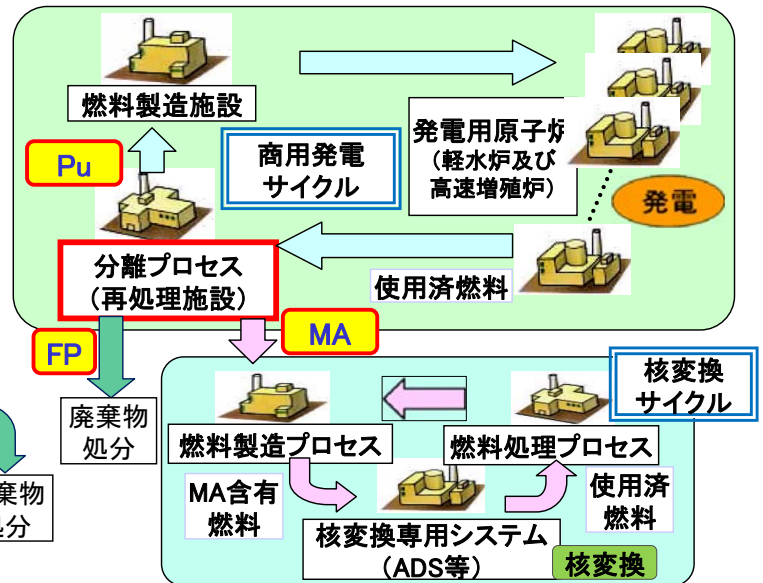 燃料製造施設
Pu
商用発電
サイクル
発電用原子炉
（軽水炉及び
高速増殖炉）
発電
分離プロセス
（再処理施設）
使用済燃料
FP
MA
廃棄物
処分
核変換
サイクル
燃料製造プロセス
燃料処理プロセス
MA含有
燃料
使用済
燃料
核変換専用システム
（ADS等）
核変換
棄物
分